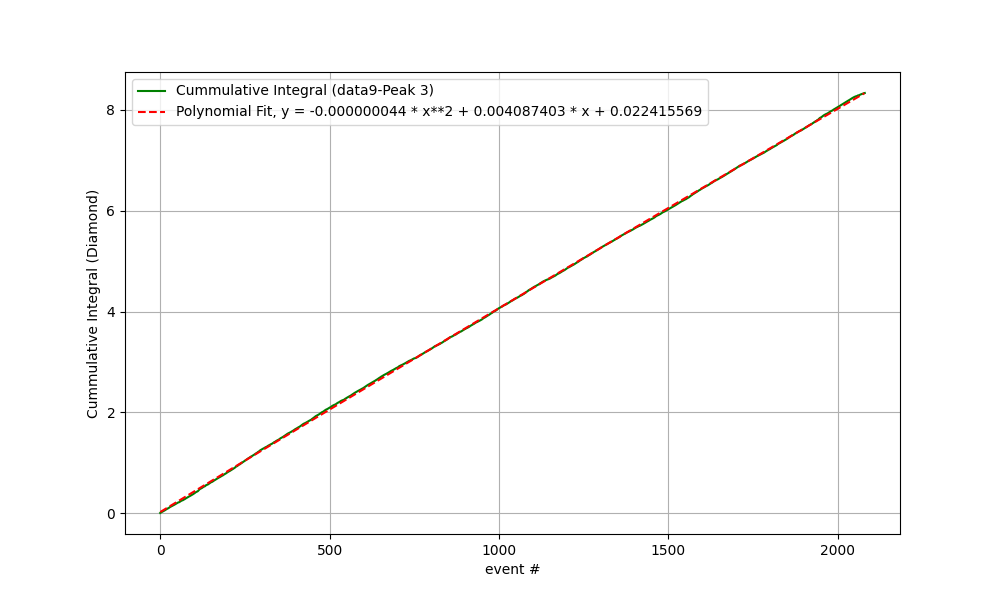 Cummulative Integral (data9-Peak 3)
Polynomial Fit, y = -0.000000044 * x**2 + 0.004087403 * x + 0.022415569
8
6
4
2
0
Cummulative Integral (Diamond)
0 500 1000 1500 2000
event #